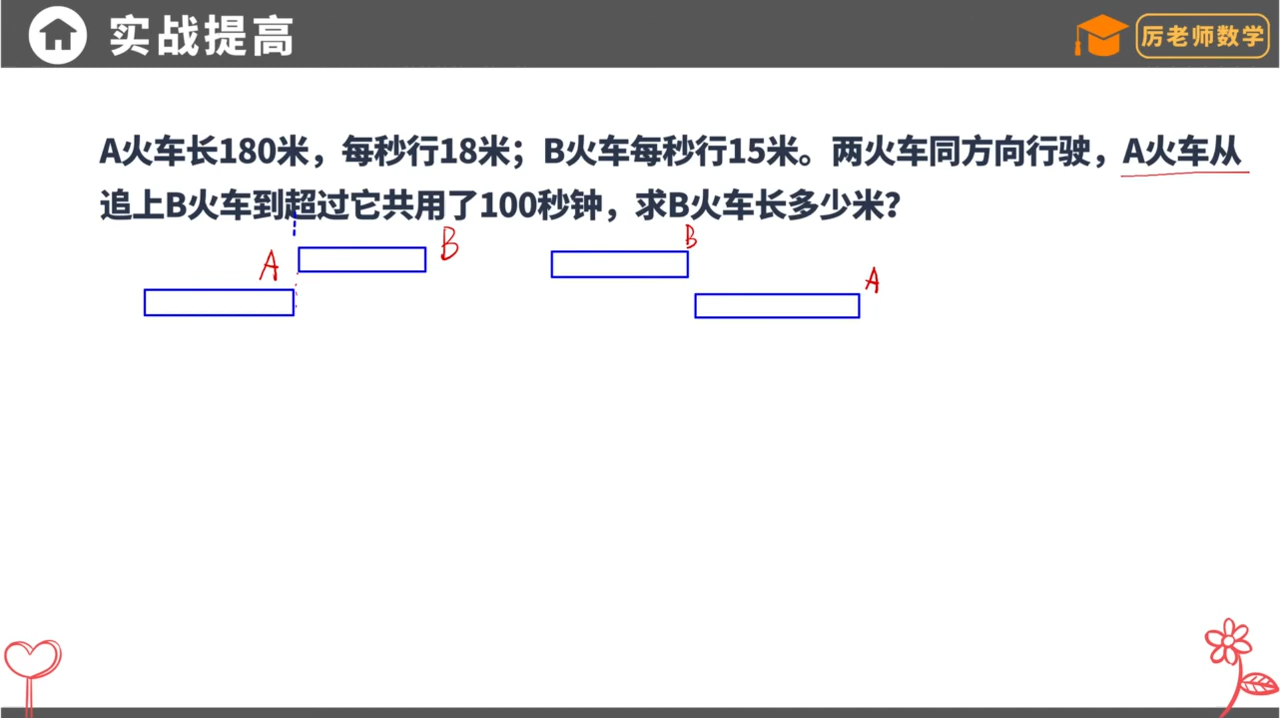 实战提高
厉老师数学
A火车长180米，每秒行18米；B火车每秒行15米。两火车同方向行驶，A火车从
追上B火车到超过它共用了100秒钟，求B火车长多少米？
A B B A